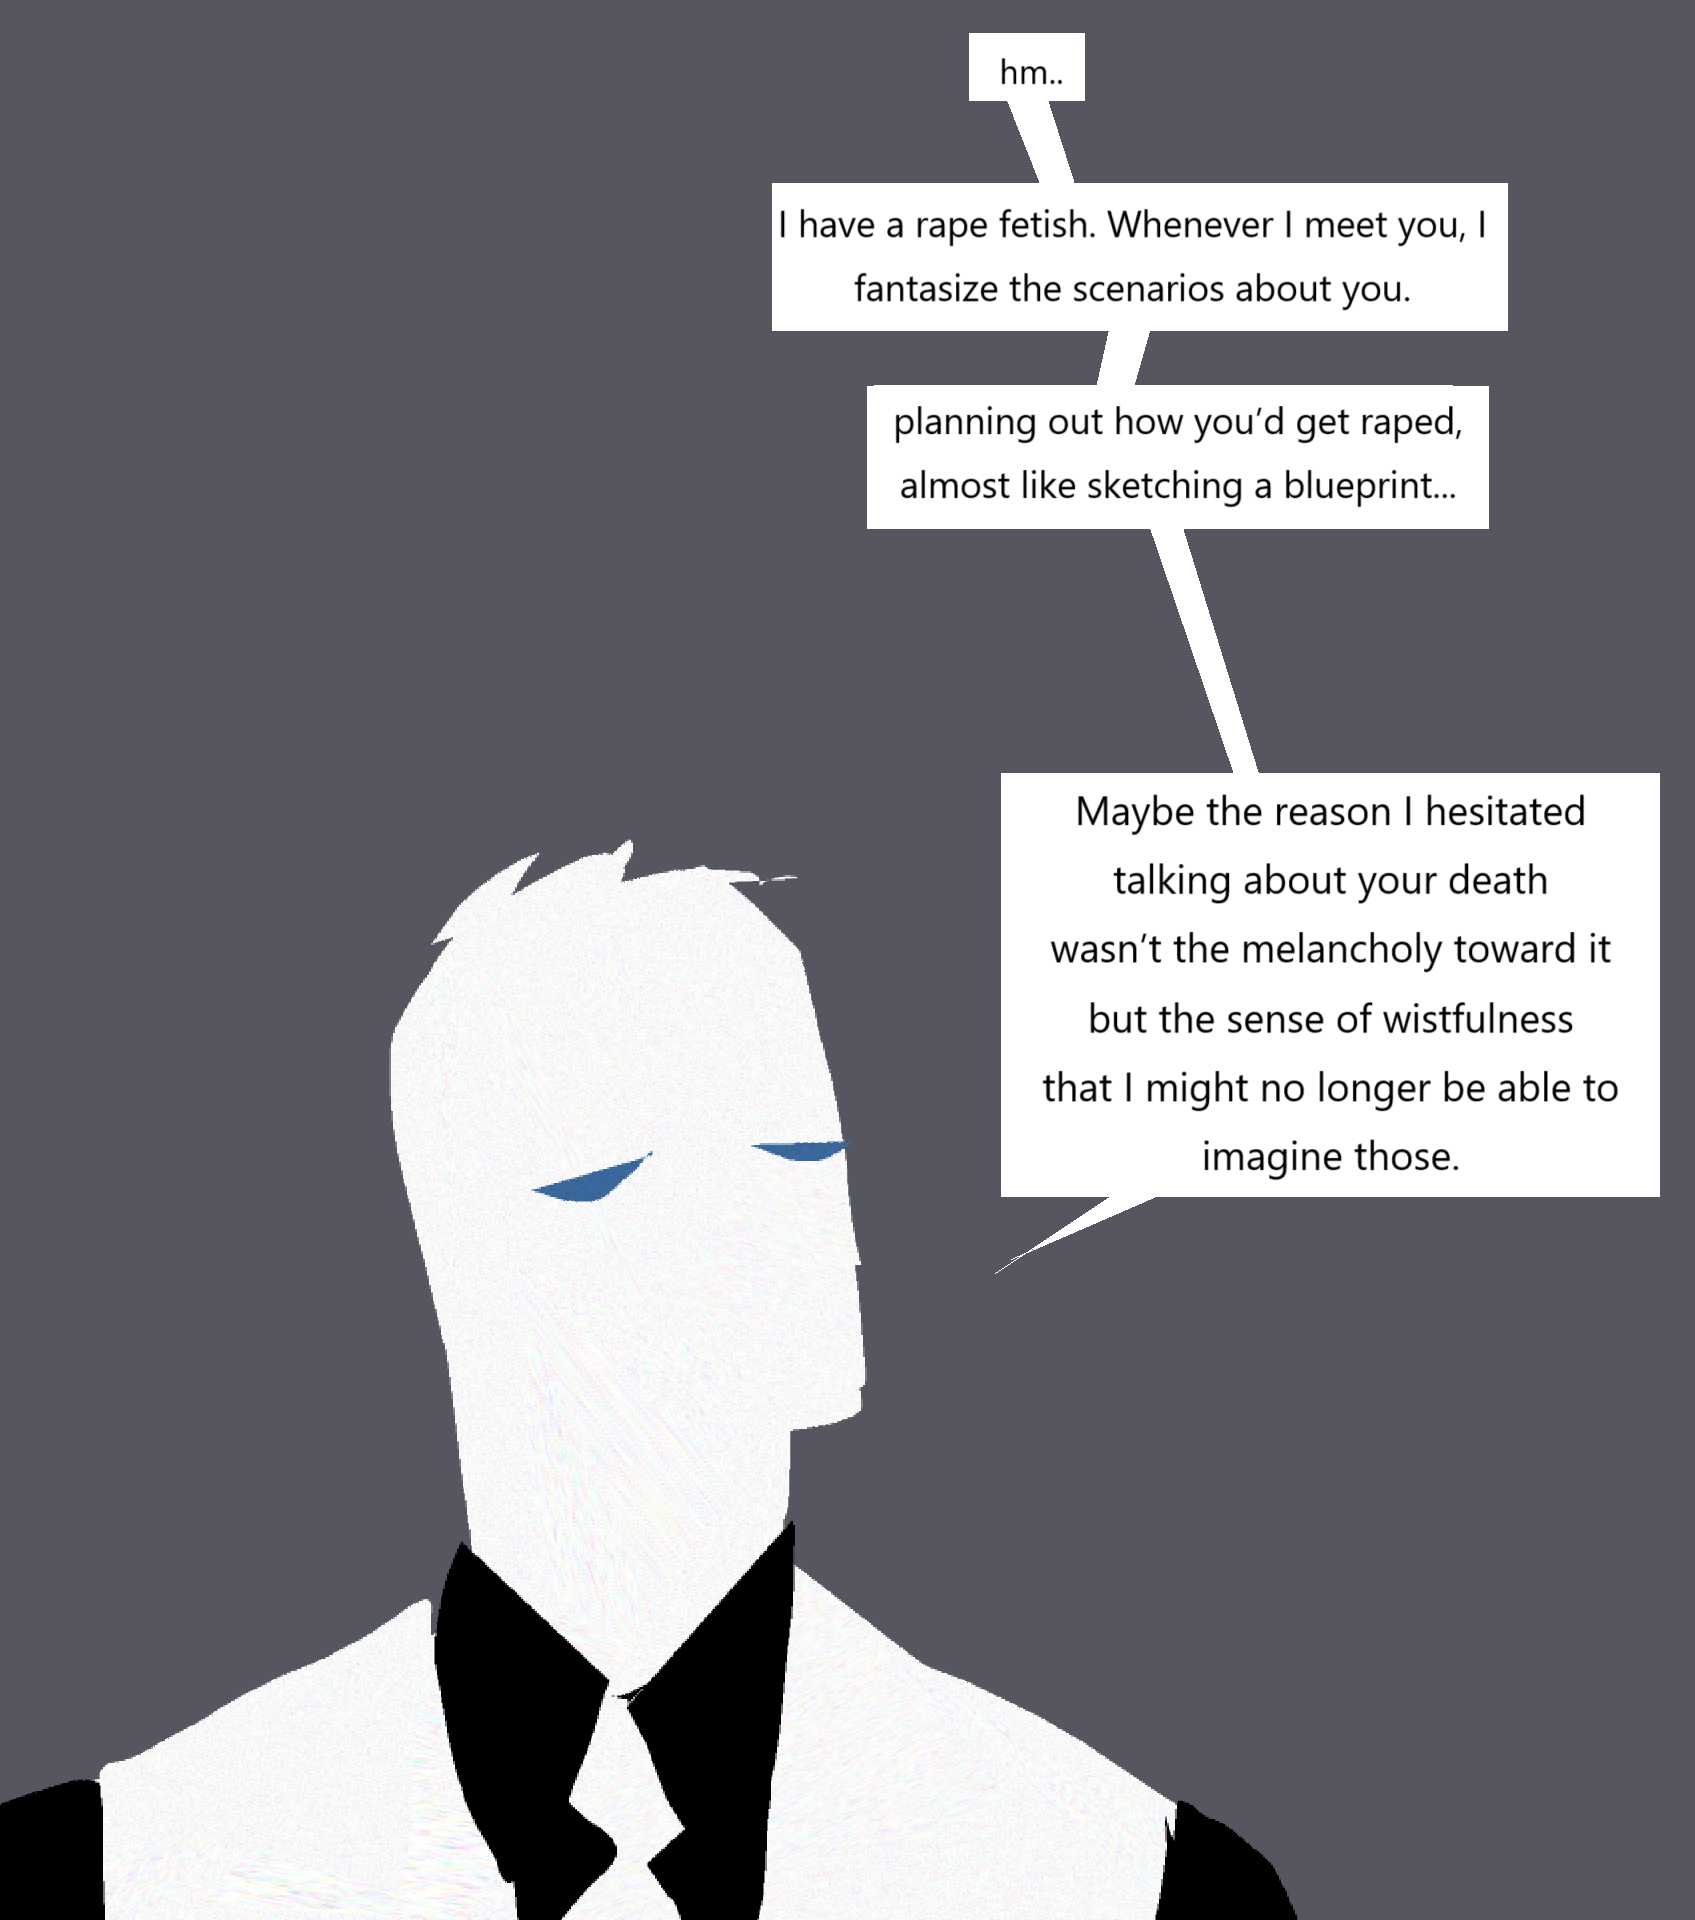 hm..
I have a rape fetish. Whenever I meet you, I
fantasize the scenarios about you.
planning out how you’d get raped,
almost like sketching a blueprint...
Maybe the reason I hesitated
talking about your death
wasn’t the melancholy toward it
but the sense of wistfulness
that I might no longer be able to
imagine those.